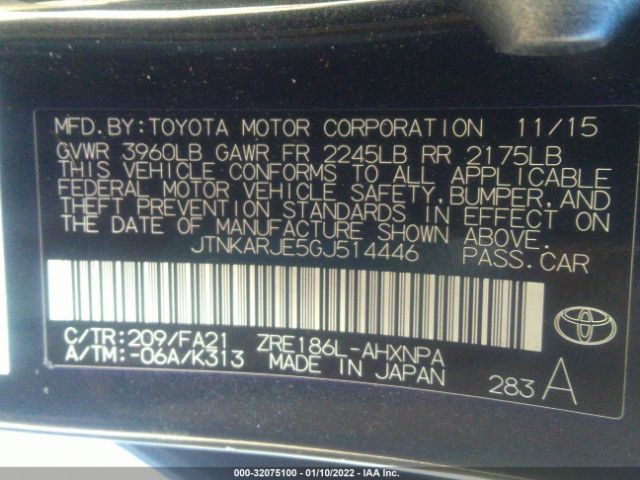 MFD.BY:TOYOTA MOTOR CORPORATION 11/15
GVWR 3960LB GAWR FR 2245LB RR 2175LB
THIS VEHICLE CONFORMS TO ALL APPLICABLE
FEDERAL MOTOR VEHICLE SAFETY,BUMPER,AND
THEFT PREVENTION STANDARDS IN EFFECT ON
THE DATE OF MANUFACTURE SHOWN ABOVE.
JTNKARJE5GJ514446 PASS.CAR
C/TR:209/FA21 ZRE186L-AHXNPA
A/TM:-06A/K313 MADE IN JAPAN 283 A
000-32075100 - 01/10/2022 - IAA Inc.